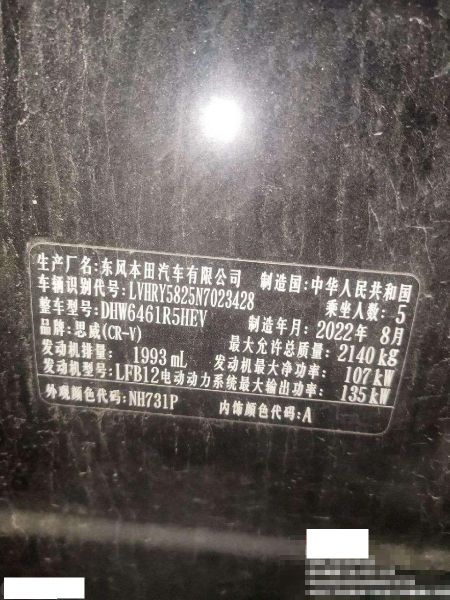 生产厂名:东风本田汽车有限公司 制造国:中华人民共和国
车辆识别代号:LVHRY5825N7023428 乘坐人数:5
整车型号:DHW6461R5HEV 制造年月:2022年 8月
品牌:思威(CR-V) 最大允许总质量:2140kg
发动机排量: 1993 mL 发动机最大净功率: 107 kW
发动机型号:LFB12电动动力系统最大输出功率: 135 kW
外观颜色代码:NH731P 内饰颜色代码:A